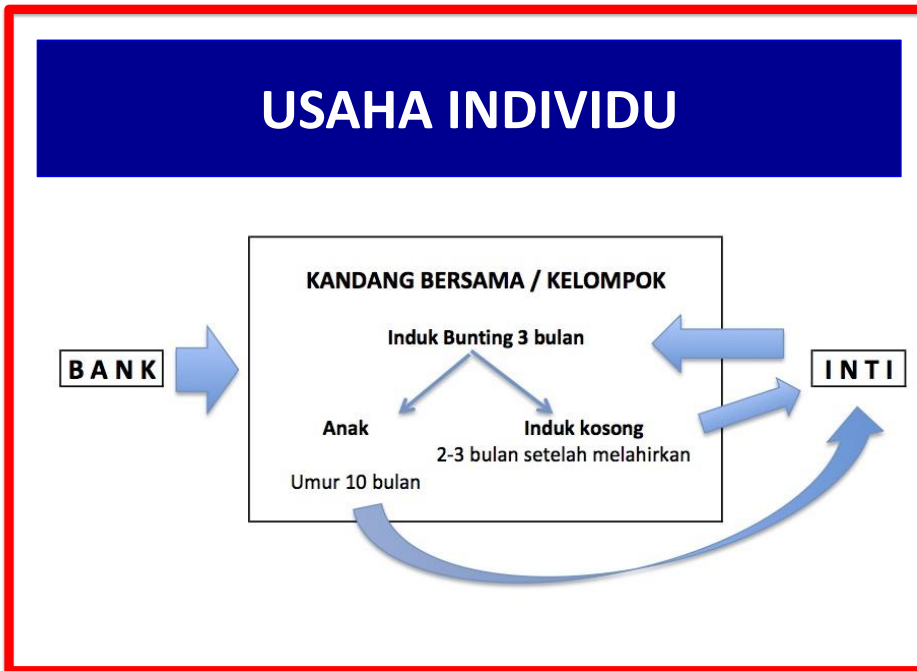 USAHA INDIVIDU
KANDANG BERSAMA / KELOMPOK
Induk Bunting 3 bulan
BANK
INTI
Anak
Induk kosong
2-3 bulan setelah melahirkan
Umur 10 bulan